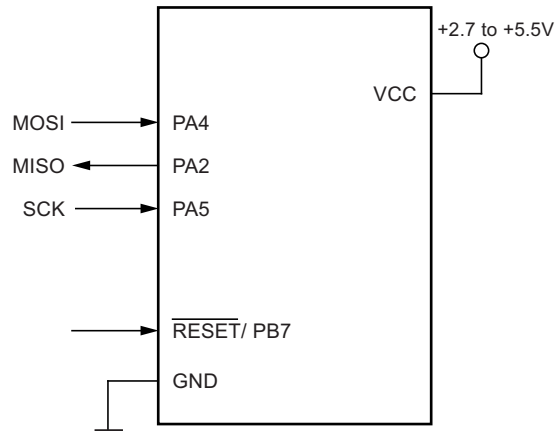 +2.7 to +5.5V
VCC
MOSI PA4
MISO PA2
SCK PA5
RESET/ PB7
GND